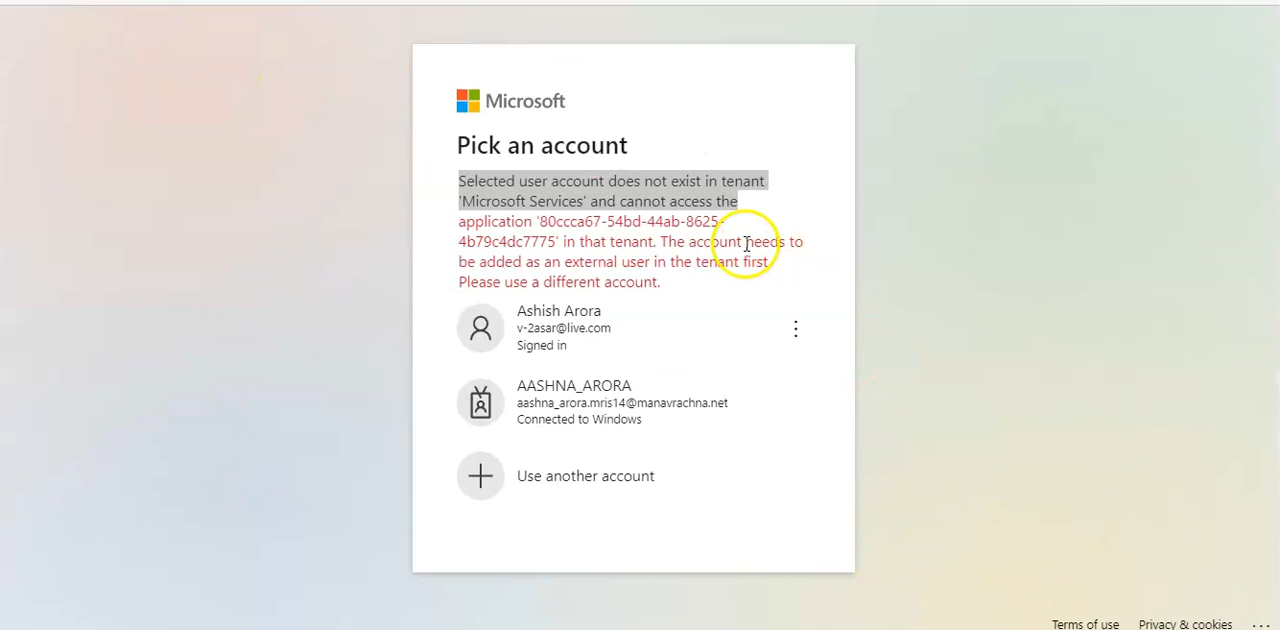 Microsoft
Pick an account
Selected user account does not exist in tenant
'Microsoft Services' and cannot access the
application '80ccca67-54bd-44ab-8625-
4b79c4dc7775' in that tenant. The account needs to
be added as an external user in the tenant first.
Please use a different account.
Ashish Arora
v-2asar@live.com
Signed in
AASHNA_ARORA
aashna_arora.mris14@manavrachna.net
Connected to Windows
Use another account
Terms of use Privacy & cookies ...